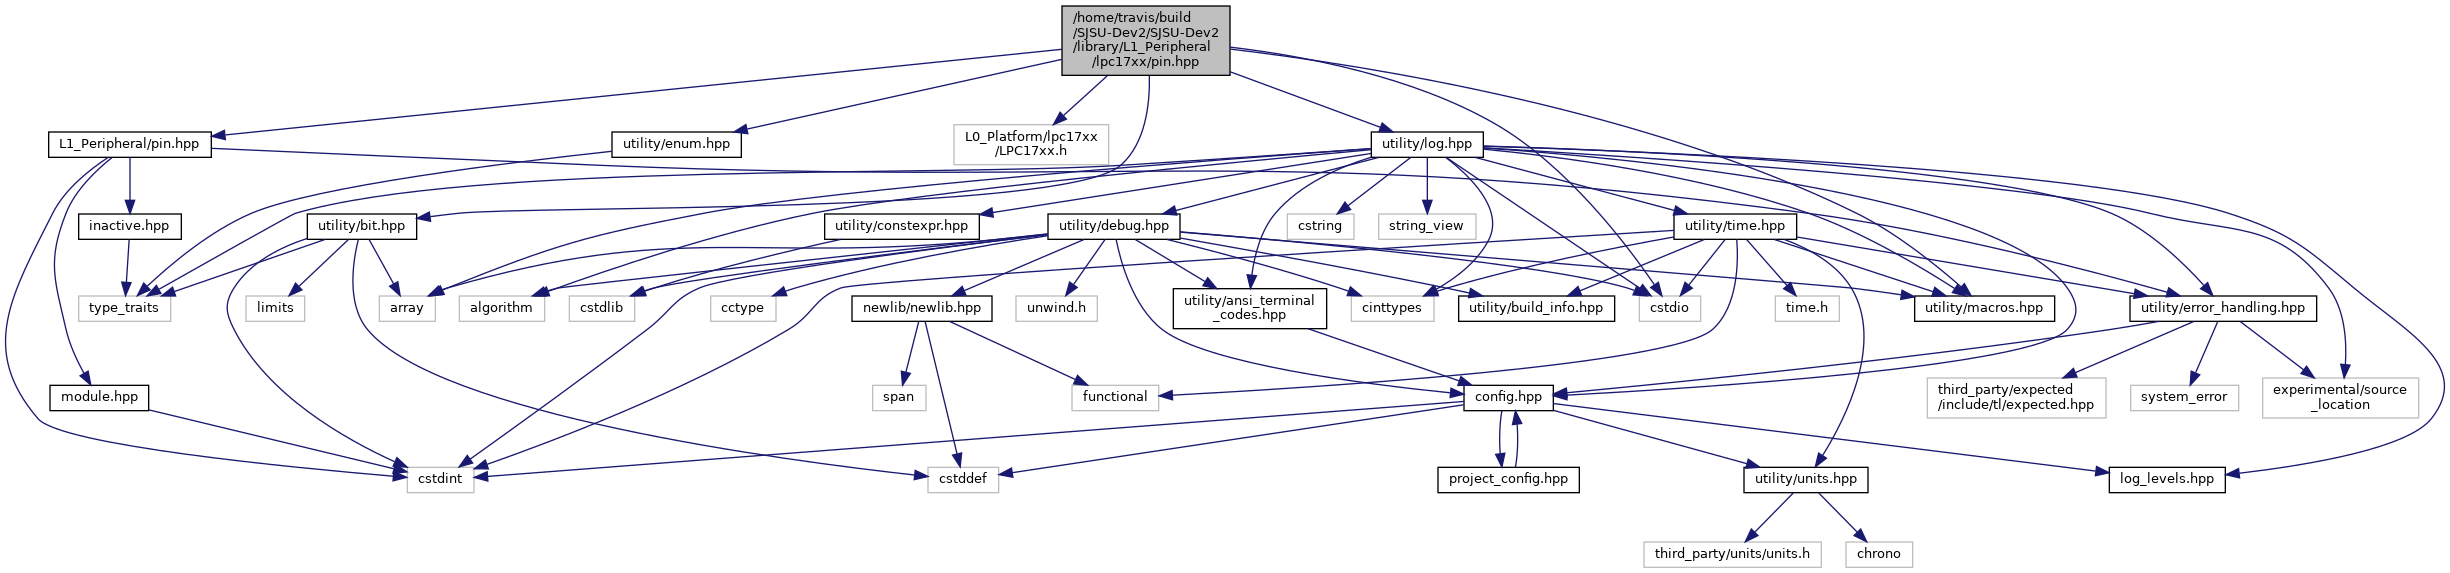 /home/travis/build
/SJSU-Dev2/SJSU-Dev2
/library/L1_Peripheral
/lpc17xx/pin.hpp
L1_Peripheral/pin.hpp
utility/enum.hpp
L0_Platform/lpc17xx
/LPC17xx.h
utility/log.hpp
inactive.hpp
utility/bit.hpp
utility/constexpr.hpp
utility/debug.hpp
cstring
string_view
utility/time.hpp
type_traits
limits
array
algorithm
cstdlib
cctype
newlib/newlib.hpp
unwind.h
utility/ansi_terminal
_codes.hpp
cinttypes
utility/build_info.hpp
cstdio
time.h
utility/macros.hpp
utility/error_handling.hpp
module.hpp
span
functional
config.hpp
third_party/expected
/include/tl/expected.hpp
system_error
experimental/source
_location
cstdint
cstddef
project_config.hpp
utility/units.hpp
log_levels.hpp
third_party/units/units.h
chrono